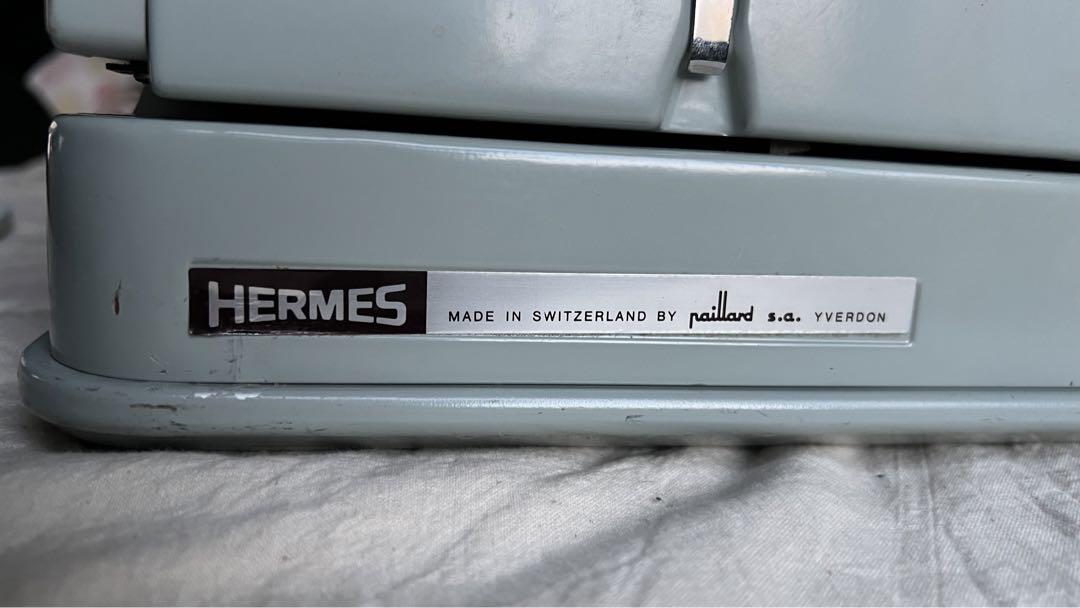 HERMES MADE IN SWITZERLAND BY paillard s.a. YVERDON